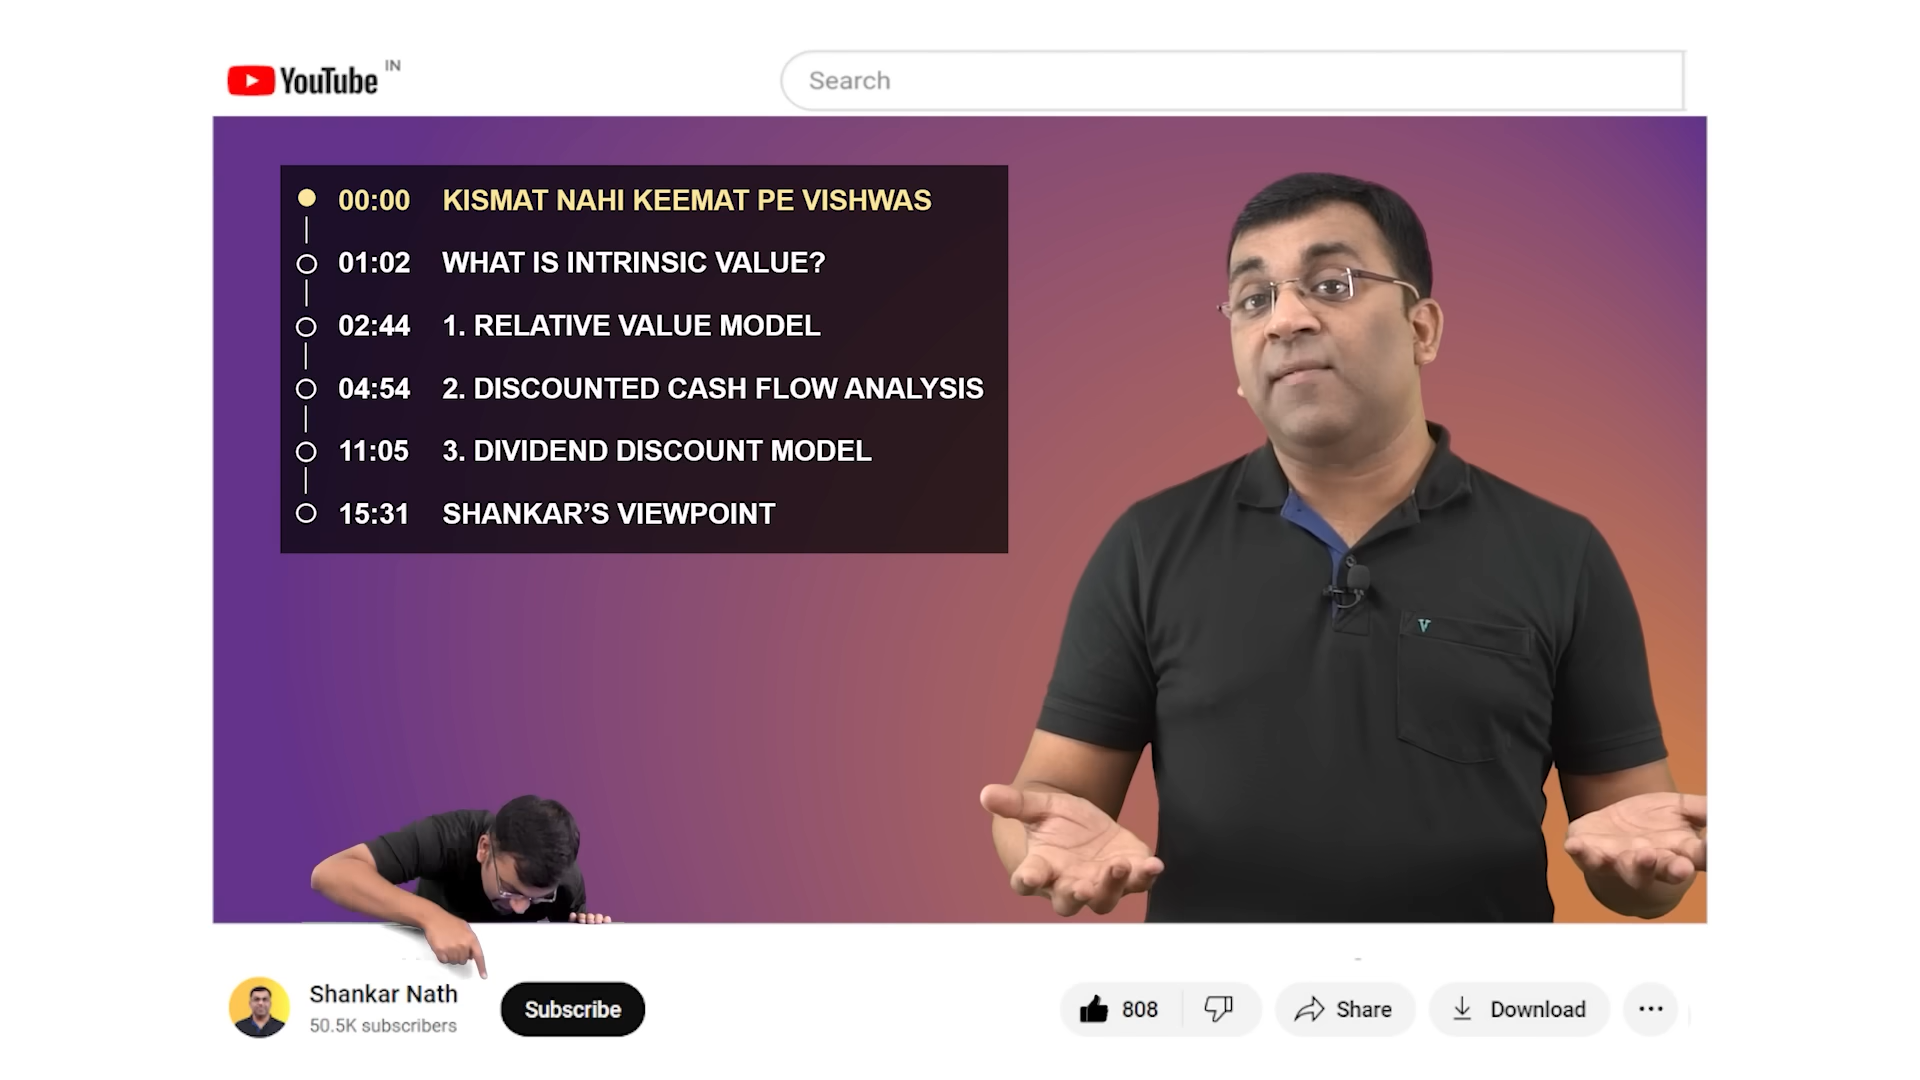 YouTube IN
Search
00:00 KISMAT NAHI KEEMAT PE VISHWAS
01:02 WHAT IS INTRINSIC VALUE?
02:44 1. RELATIVE VALUE MODEL
04:54 2. DISCOUNTED CASH FLOW ANALYSIS
11:05 3. DIVIDEND DISCOUNT MODEL
15:31 SHANKAR’S VIEWPOINT
V
Shankar Nath
50.5K subscribers
Subscribe
808
Share
Download